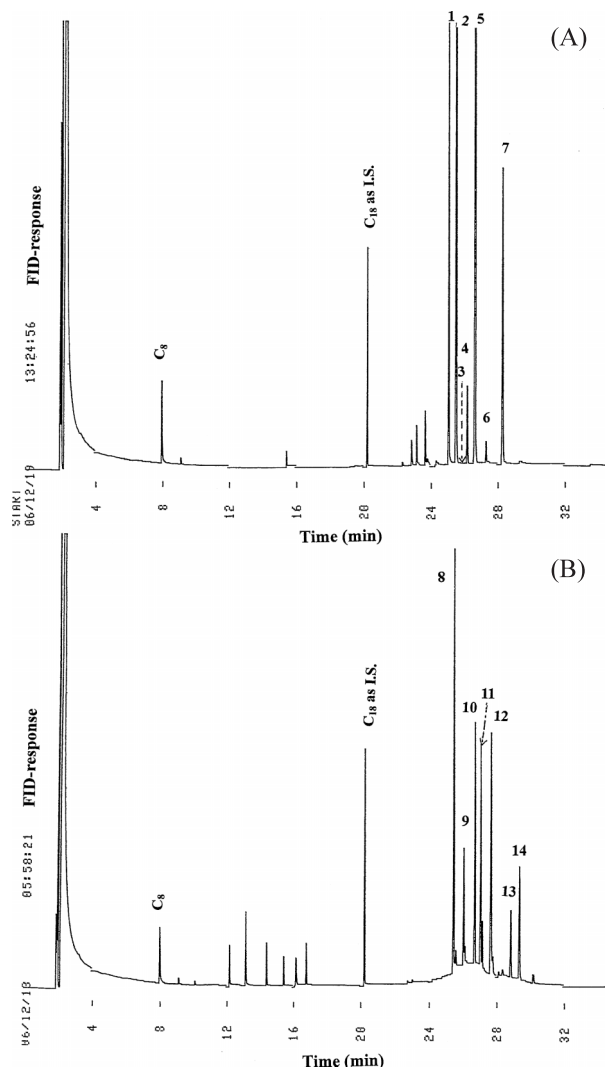 (A)
1 2 5
7
C18 as I.S.
FID-response
13:24:56
C8
4
3
6
START
06/12/19
4 8 12 16 20 24 28 32
Time (min)
(B)
8
C18 as I.S.
11
10 12
FID-response
05:58:21
9
14
13
C8
06/12/18
4 8 12 16 20 24 28 32
Time (min)